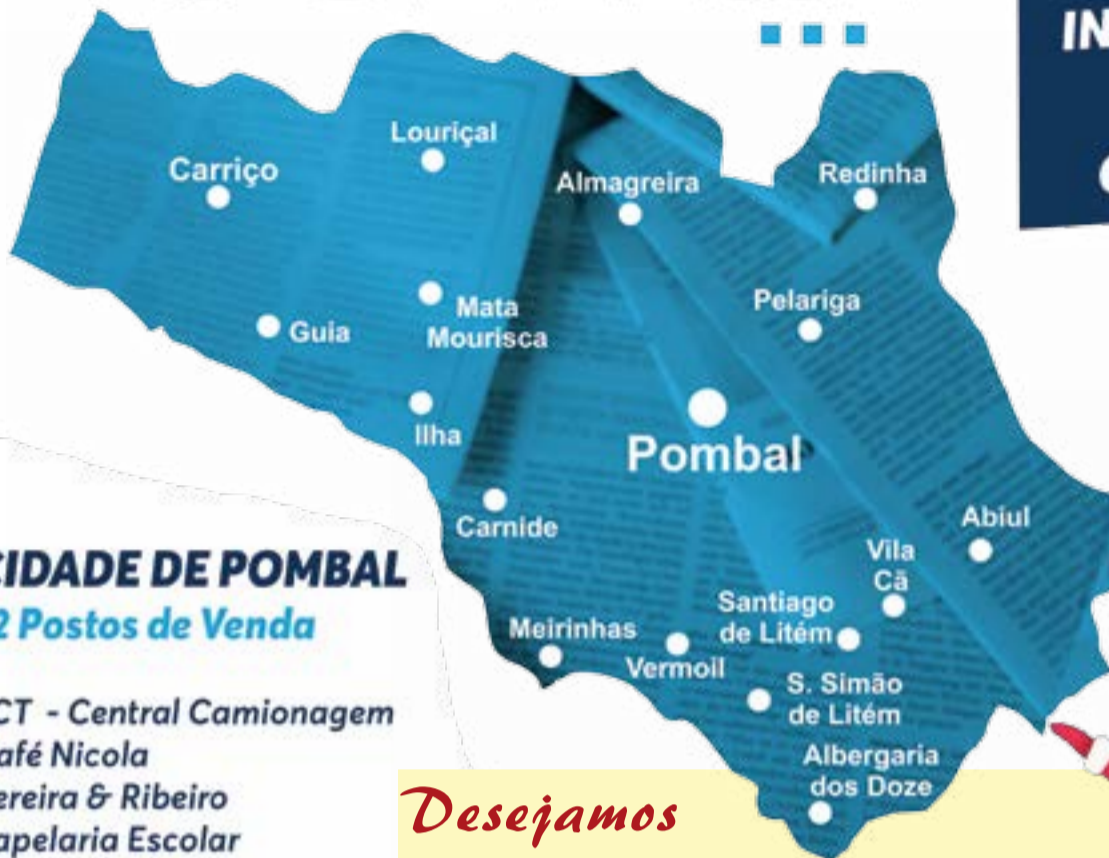 IN
Louriçal
Carriço
Almagreira
Redinha
Mata
Mourisca
Pelariga
Guia
Ilha
Pombal
Carnide
Abiul
Vila
Cã
Santiago
de Litém
Meirinhas
Vermoil
S. Simão
de Litém
Albergaria
dos Doze
CIDADE DE POMBAL
2 Postos de Venda
CT - Central Camionagem
afé Nicola
ereira & Ribeiro
apelaria Escolar
Desejamos